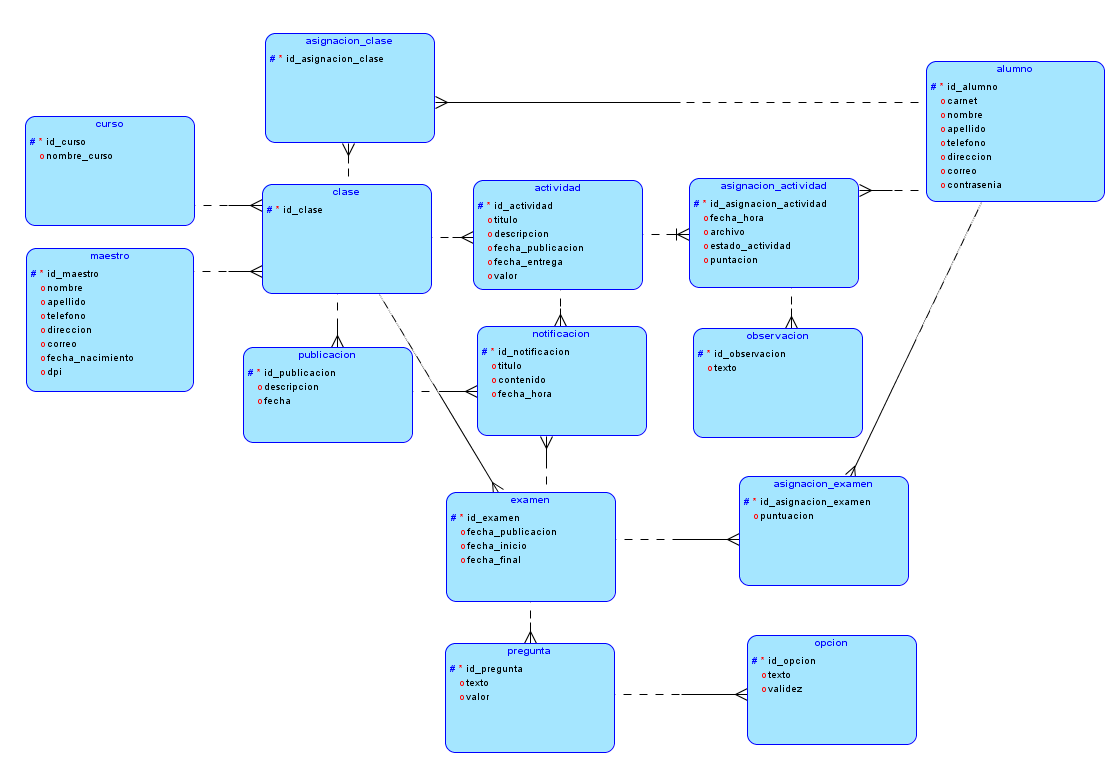 asignacion_clase
# * id_asignacion_clase
alumno
# * id_alumno
o carnet
o nombre
o apellido
o telefono
o direccion
o correo
o contrasenia
curso
# * id_curso
o nombre_curso
clase
# * id_clase
actividad
# * id_actividad
o titulo
o descripcion
o fecha_publicacion
o fecha_entrega
o valor
asignacion_actividad
# * id_asignacion_actividad
o fecha_hora
o archivo
o estado_actividad
o puntacion
maestro
# * id_maestro
o nombre
o apellido
o telefono
o direccion
o correo
o fecha_nacimiento
o dpi
publicacion
# * id_publicacion
o descripcion
o fecha
notificacion
# * id_notificacion
o titulo
o contenido
o fecha_hora
observacion
# * id_observacion
o texto
examen
# * id_examen
o fecha_publicacion
o fecha_inicio
o fecha_final
asignacion_examen
# * id_asignacion_examen
o puntuacion
pregunta
# * id_pregunta
o texto
o valor
opcion
# * id_opcion
o texto
o validez